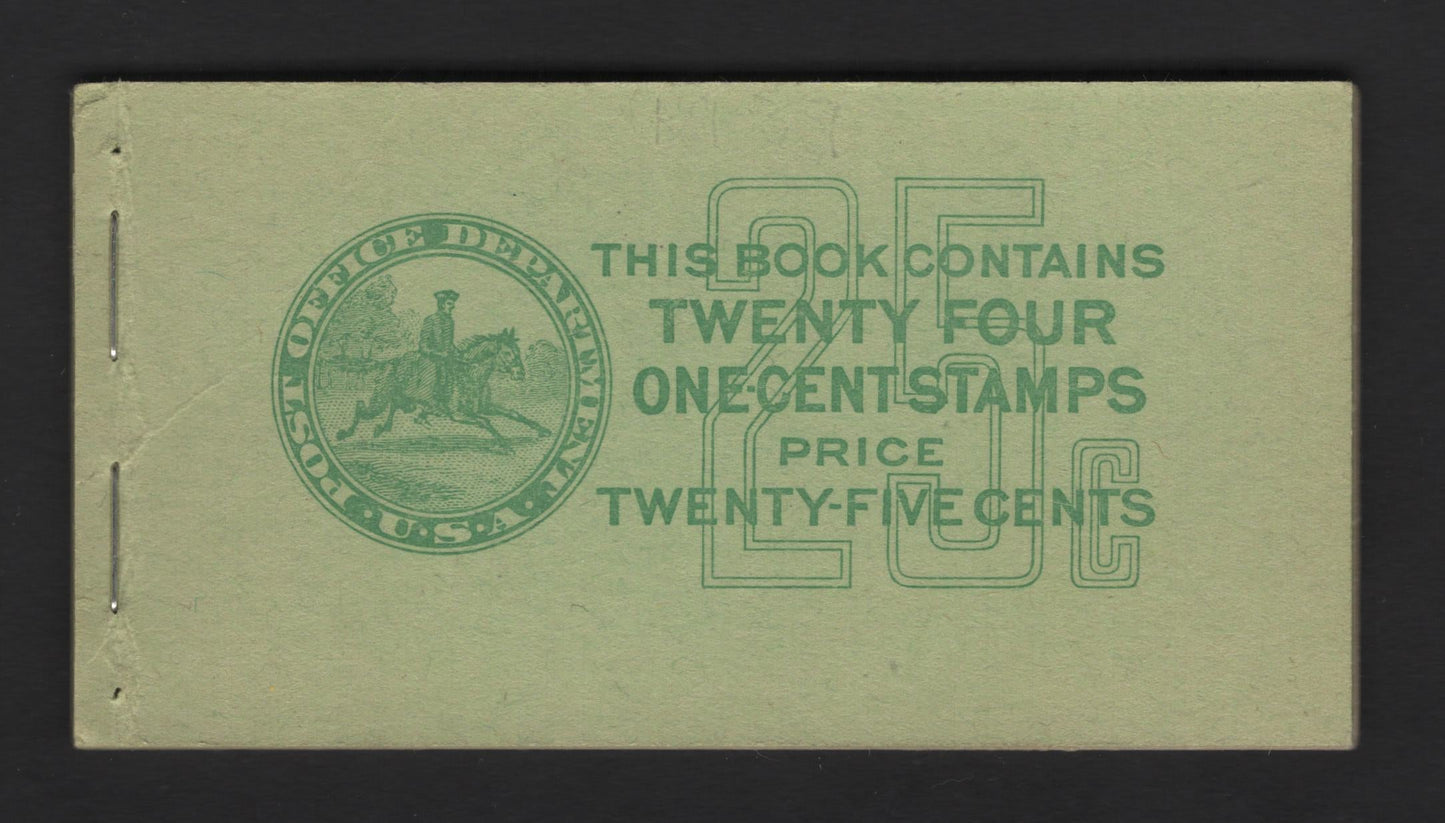 POST OFFICE DEPARTMENT
U.S.A.
25c
THIS BOOK CONTAINS
TWENTY FOUR
ONE-CENT STAMPS
PRICE
TWENTY-FIVE CENTS